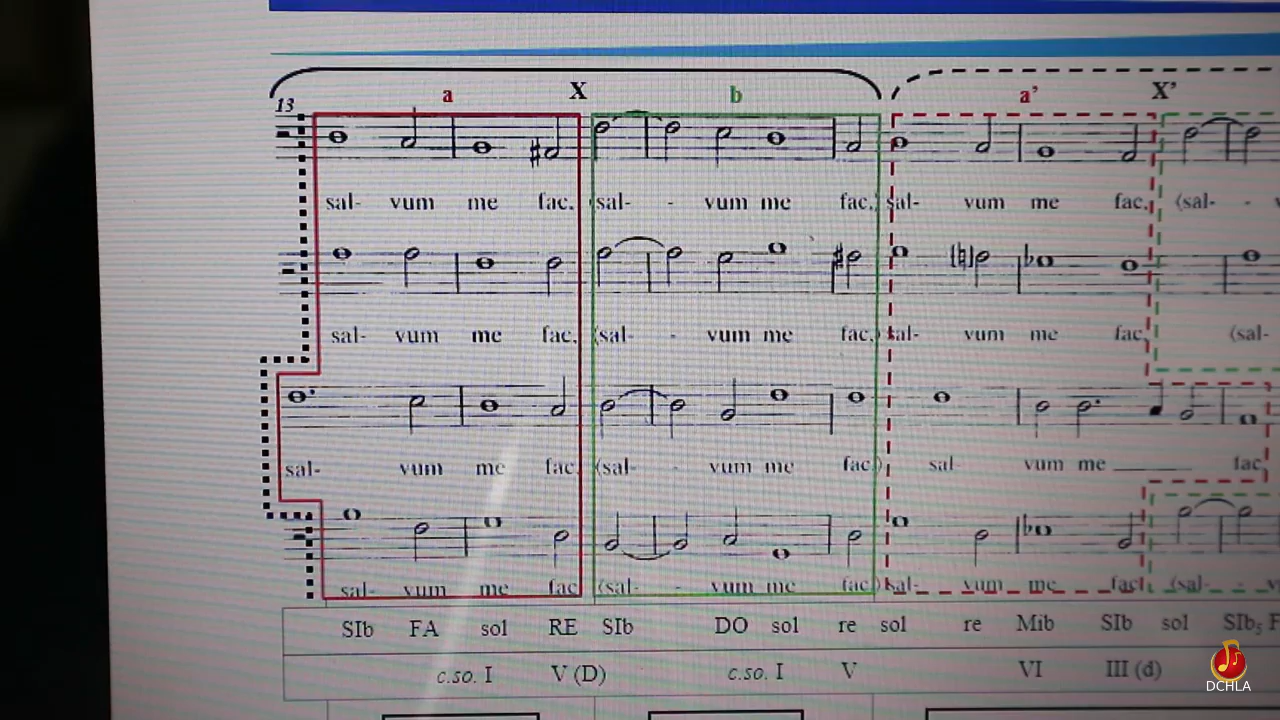 X X'
a b a'
13
sal- vum me fac. (sal- - vum me fac.) sal- vum me fac, (sal- -
sal- vum me fac. (sal- - vum me fac.) sal- vum me fac (sal-
sal- vum me fac (sal- - vum me fac.) sal vum me fac
sal- vum me fac (sal- - vum me fac.) sal- vum me fac (sal- -
SIb FA sol RE SIb DO sol re sol re Mib SIb sol SIb5
c.so. I V (D) c.so. I V VI III (d)
DCHLA